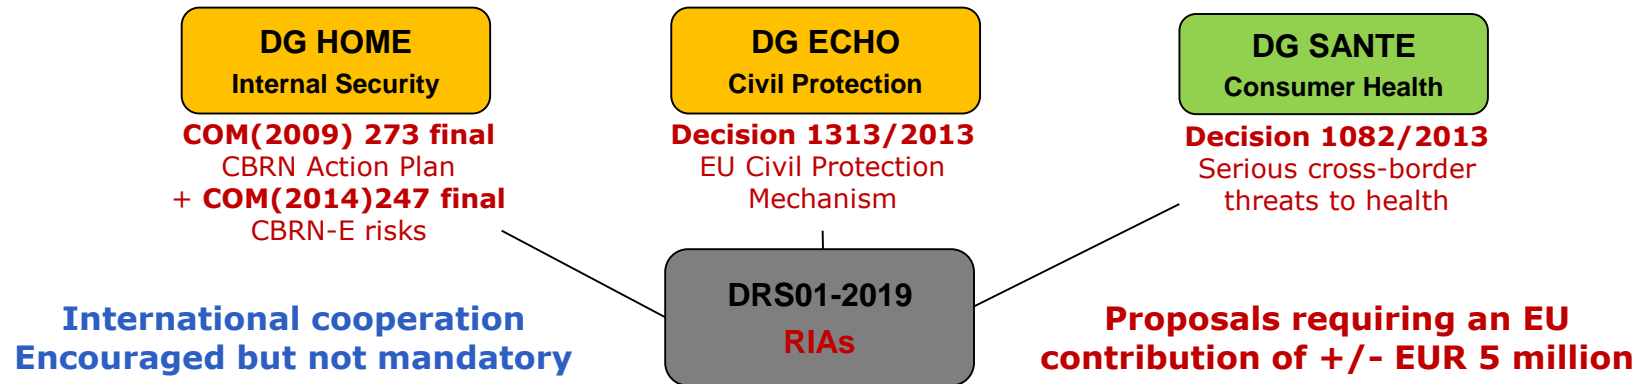 DG HOME
Internal Security
COM(2009) 273 final
CBRN Action Plan
+ COM(2014)247 final
CBRN-E risks
DG ECHO
Civil Protection
Decision 1313/2013
EU Civil Protection
Mechanism
DG SANTE
Consumer Health
Decision 1082/2013
Serious cross-border
threats to health
International cooperation
Encouraged but not mandatory
DRS01-2019
RIAs
Proposals requiring an EU
contribution of +/- EUR 5 million